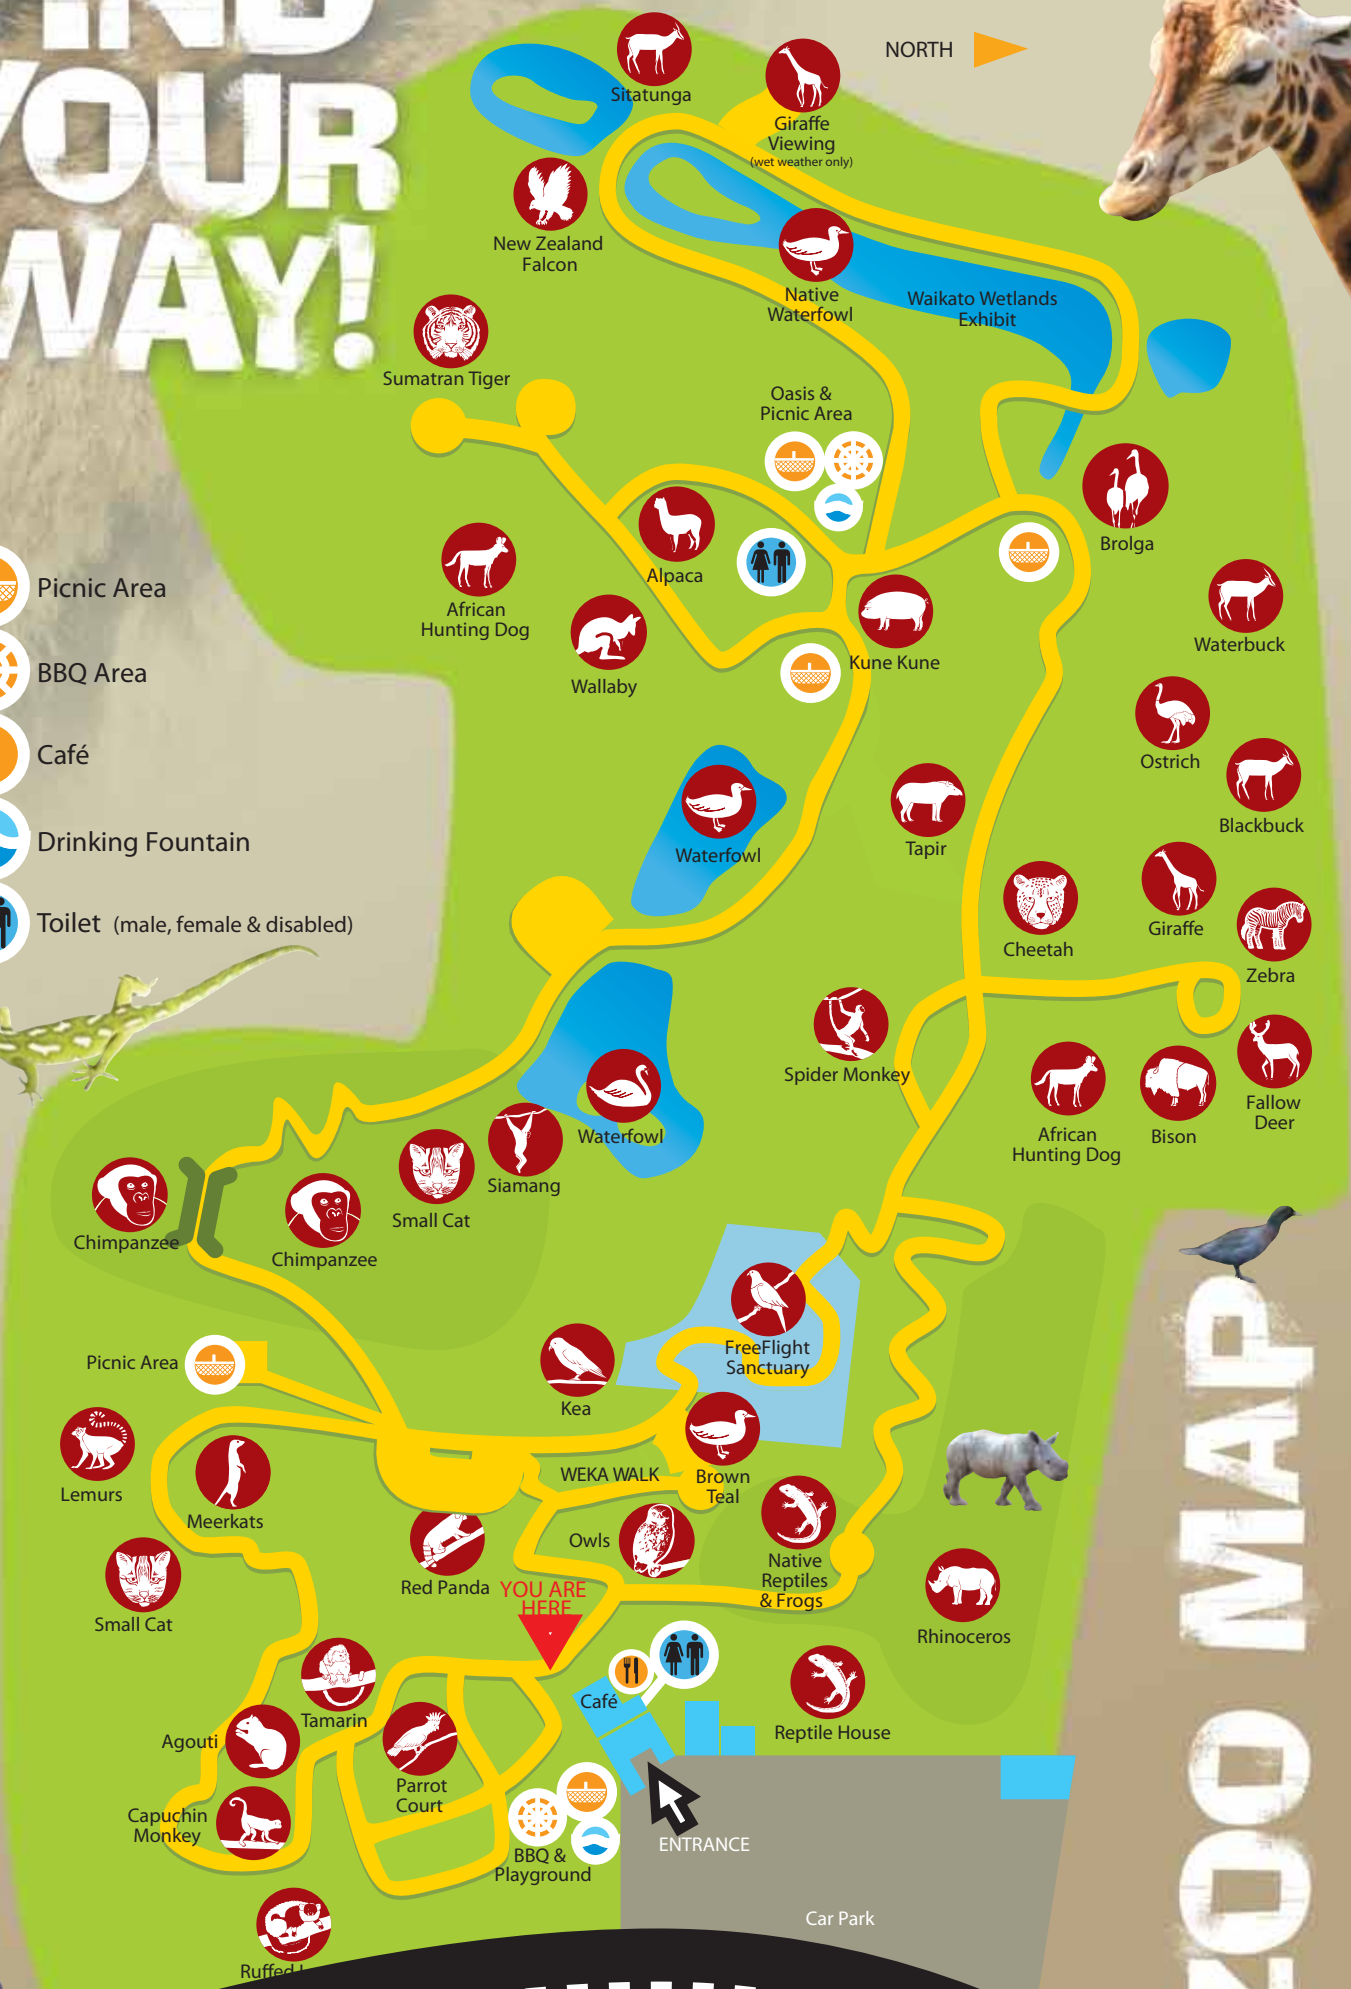 IND
YOUR
WAY!
NORTH
Sitatunga
Giraffe
Viewing
(wet weather only)
New Zealand
Falcon
Native
Waterfowl
Waikato Wetlands
Exhibit
Sumatran Tiger
Oasis &
Picnic Area
Brolga
Alpaca
African
Hunting Dog
Wallaby
Kune Kune
Waterbuck
Picnic Area
BBQ Area
Café
Drinking Fountain
Toilet (male, female & disabled)
Ostrich
Blackbuck
Waterfowl
Tapir
Cheetah
Giraffe
Zebra
Spider Monkey
African
Hunting Dog
Bison
Fallow
Deer
Waterfowl
Siamang
Small Cat
Chimpanzee
Chimpanzee
FreeFlight
Sanctuary
Picnic Area
Kea
Lemurs
Meerkats
WEKA WALK
Brown
Teal
Owls
Native
Reptiles
& Frogs
Red Panda
YOU ARE
HERE
Small Cat
Rhinoceros
Tamarin
Café
Reptile House
Agouti
Parrot
Court
Capuchin
Monkey
BBQ &
Playground
ENTRANCE
Car Park
Ruffed
ZOO MAP